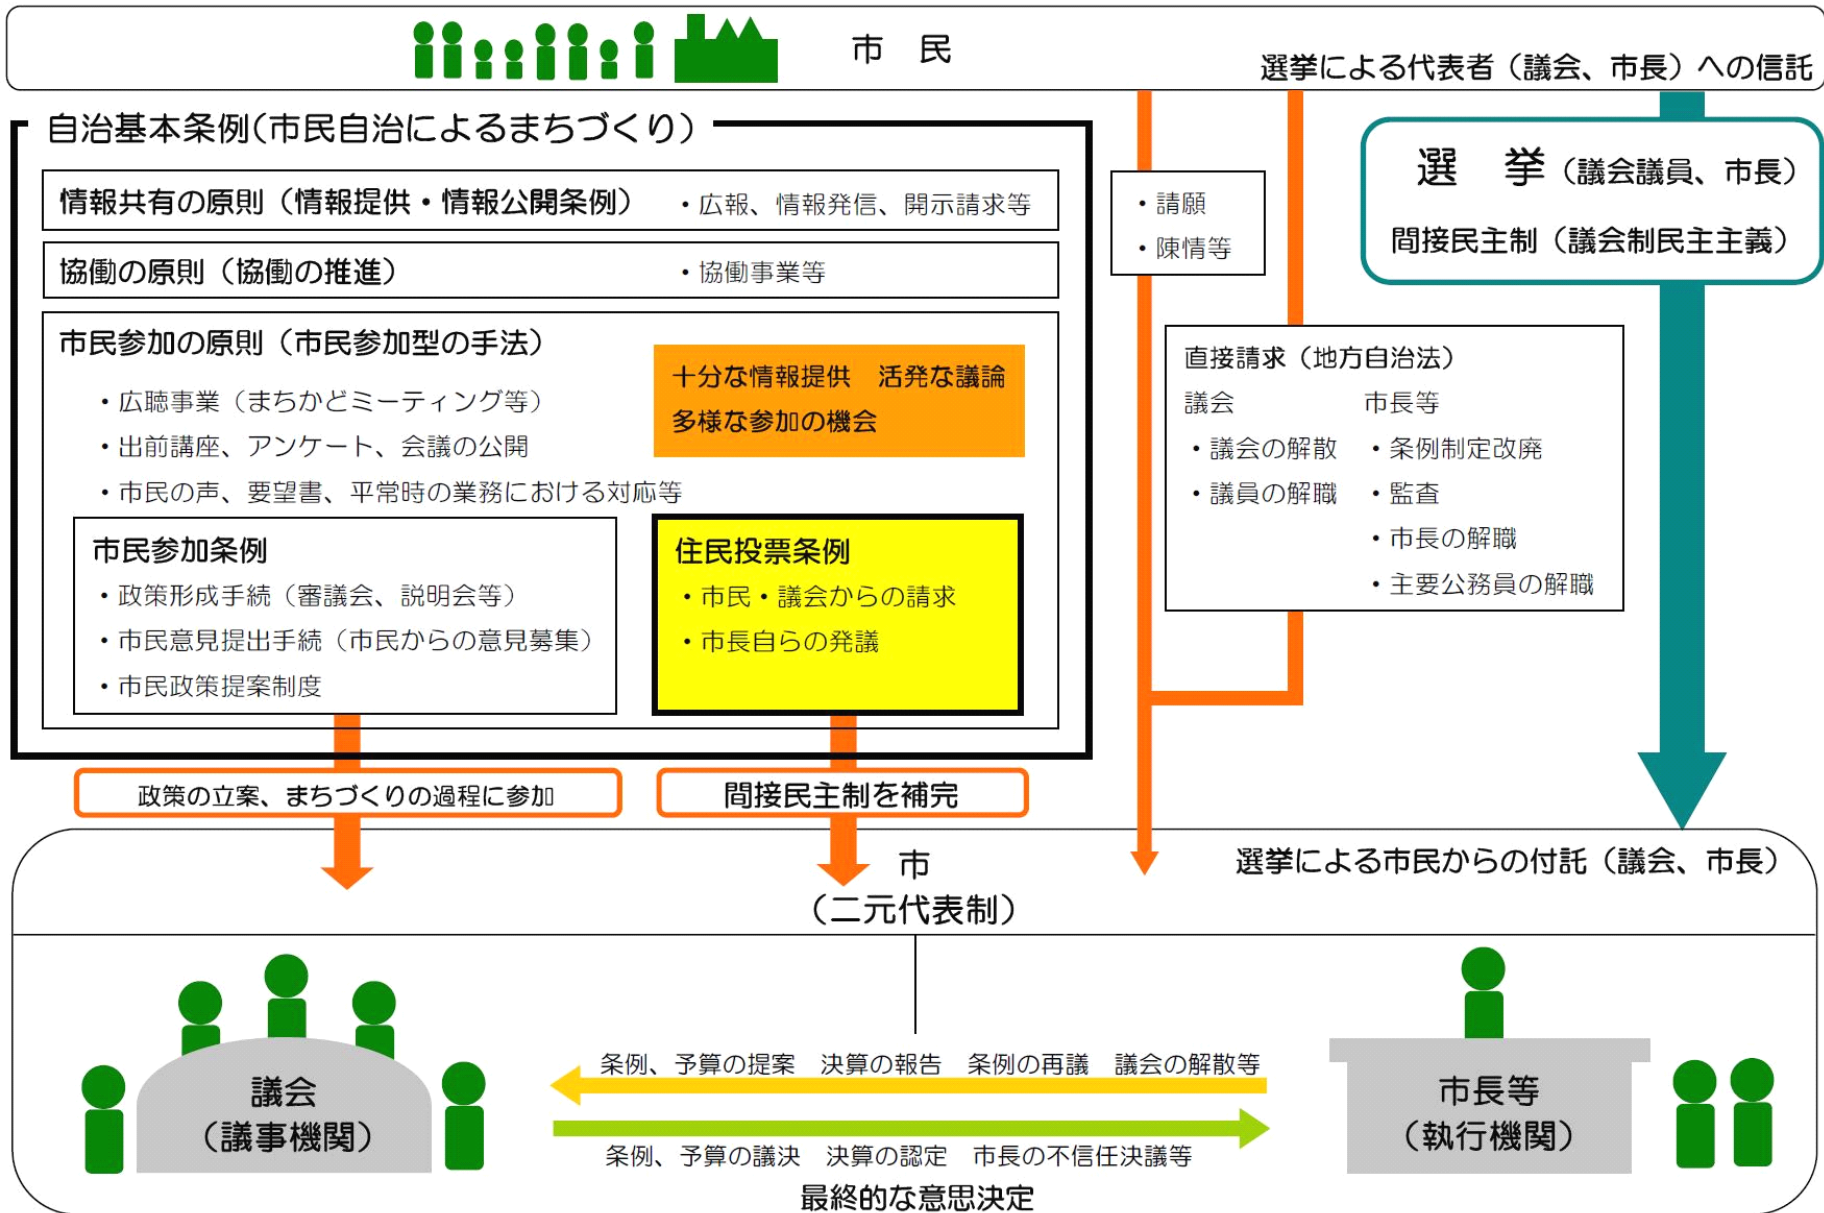 市　民
選挙による代表者（議会、市長）への信託
自治基本条例(市民自治によるまちづくり）
情報共有の原則（情報提供・情報公開条例）　・広報、情報発信、開示請求等
協働の原則（協働の推進）　・協働事業等
市民参加の原則（市民参加型の手法）
・広聴事業（まちかどミーティング等）
・出前講座、アンケート、会議の公開
・市民の声、要望書、平常時の業務における対応等
十分な情報提供　活発な議論
多様な参加の機会
市民参加条例
・政策形成手続（審議会、説明会等）
・市民意見提出手続（市民からの意見募集）
・市民政策提案制度
住民投票条例
・市民・議会からの請求
・市長自らの発議
・請願
・陳情等
選　挙（議会議員、市長）
間接民主制（議会制民主主義）
直接請求（地方自治法）
議会
・議会の解散
・議員の解職
市長等
・条例制定改廃
・監査
・市長の解職
・主要公務員の解職
政策の立案、まちづくりの過程に参加
間接民主制を補完
市
（二元代表制）
選挙による市民からの付託（議会、市長）
議会
（議事機関）
条例、予算の提案　決算の報告　条例の再議　議会の解散等
条例、予算の議決　決算の認定　市長の不信任決議等
最終的な意思決定
市長等
（執行機関）